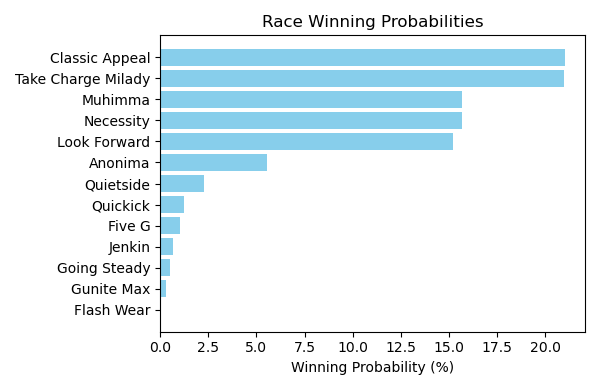 Race Winning Probabilities
Classic Appeal
Take Charge Milady
Muhimma
Necessity
Look Forward
Anonima
Quietside
Quickick
Five G
Jenkin
Going Steady
Gunite Max
Flash Wear
0.0 2.5 5.0 7.5 10.0 12.5 15.0 17.5 20.0
Winning Probability (%)